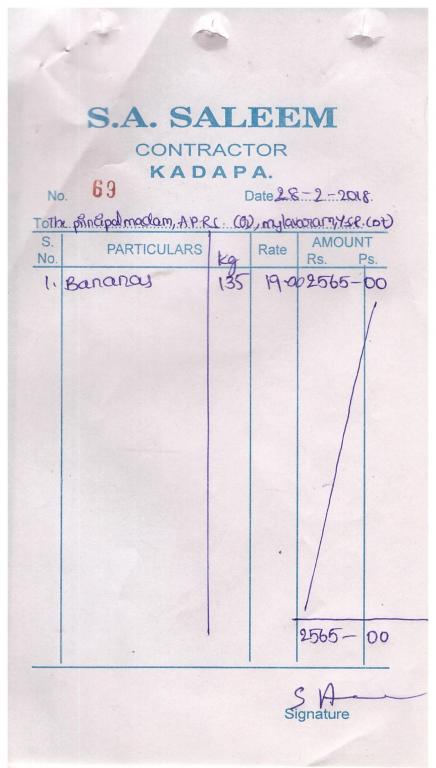 S.A. SALEEM
CONTRACTOR
KADAPA.
No. 69 Date 28-2-2018.
To The principal madam, A.P.R.S. (G), mylavaram, Y.S.R. (Dt)
S. No. PARTICULARS kg Rate AMOUNT Rs. Ps.
1. Bananas 135 19-00 2565-00
2565-00
Signature